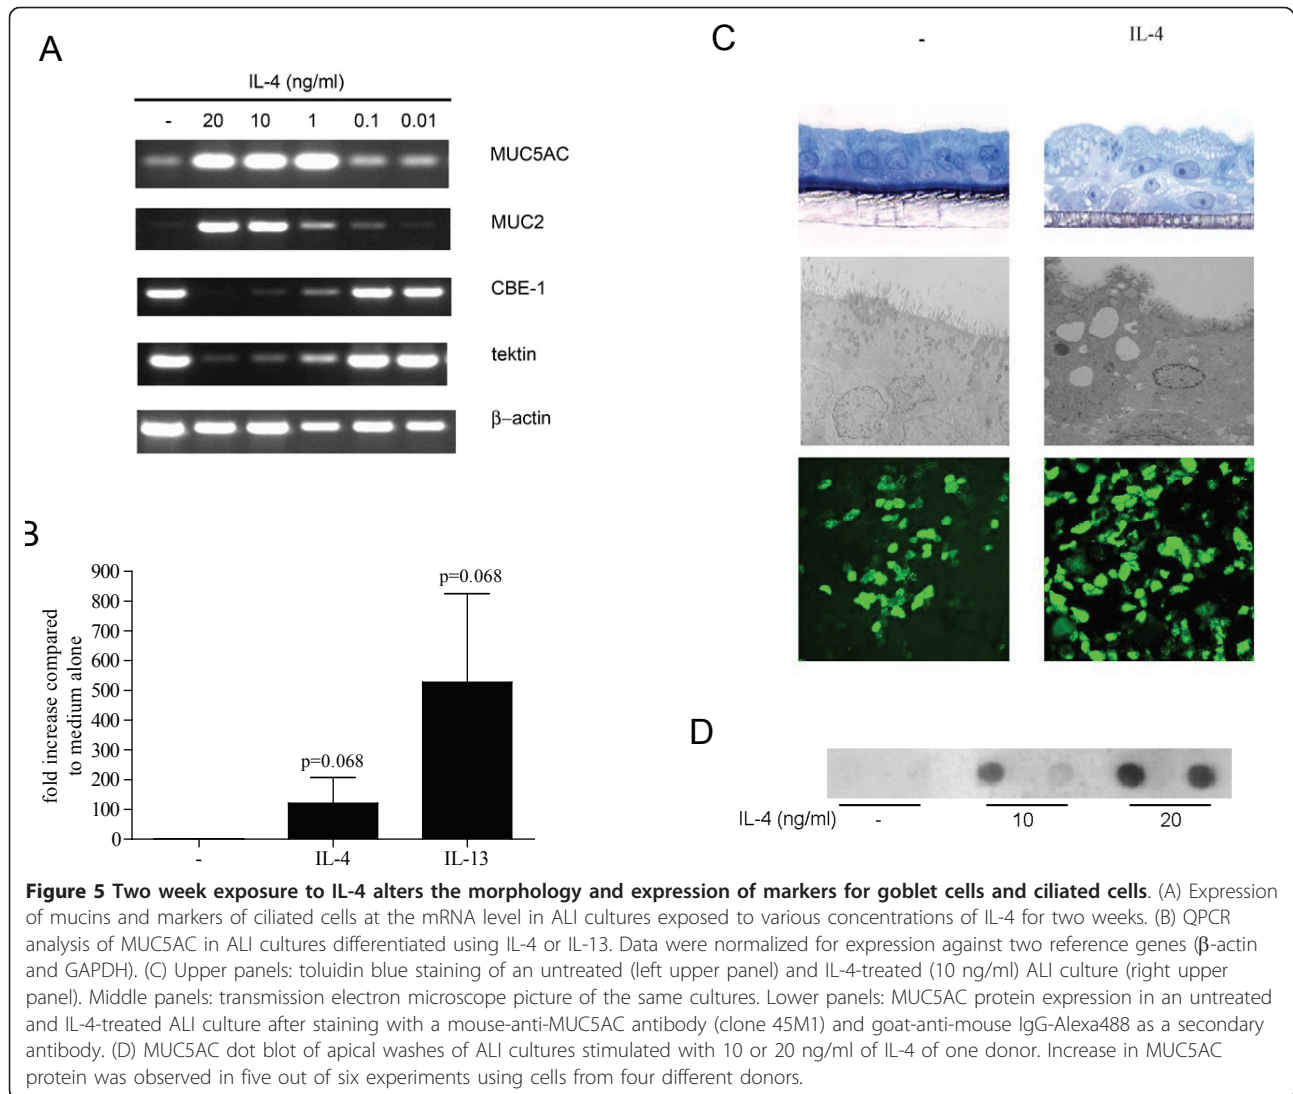 A
IL-4 (ng/ml)
- 20 10 1 0.1 0.01
MUC5AC
MUC2
CBE-1
tektin
β–actin
B
fold increase compared
to medium alone
900
800
700
600
500
400
300
200
100
0
p=0.068
p=0.068
- IL-4 IL-13
C
- IL-4
D
IL-4 (ng/ml) - 10 20
Figure 5 Two week exposure to IL-4 alters the morphology and expression of markers for goblet cells and ciliated cells. (A) Expression
of mucins and markers of ciliated cells at the mRNA level in ALI cultures exposed to various concentrations of IL-4 for two weeks. (B) QPCR
analysis of MUC5AC in ALI cultures differentiated using IL-4 or IL-13. Data were normalized for expression against two reference genes (β-actin
and GAPDH). (C) Upper panels: toluidin blue staining of an untreated (left upper panel) and IL-4-treated (10 ng/ml) ALI culture (right upper
panel). Middle panels: transmission electron microscope picture of the same cultures. Lower panels: MUC5AC protein expression in an untreated
and IL-4-treated ALI culture after staining with a mouse-anti-MUC5AC antibody (clone 45M1) and goat-anti-mouse IgG-Alexa488 as a secondary
antibody. (D) MUC5AC dot blot of apical washes of ALI cultures stimulated with 10 or 20 ng/ml of IL-4 of one donor. Increase in MUC5AC
protein was observed in five out of six experiments using cells from four different donors.